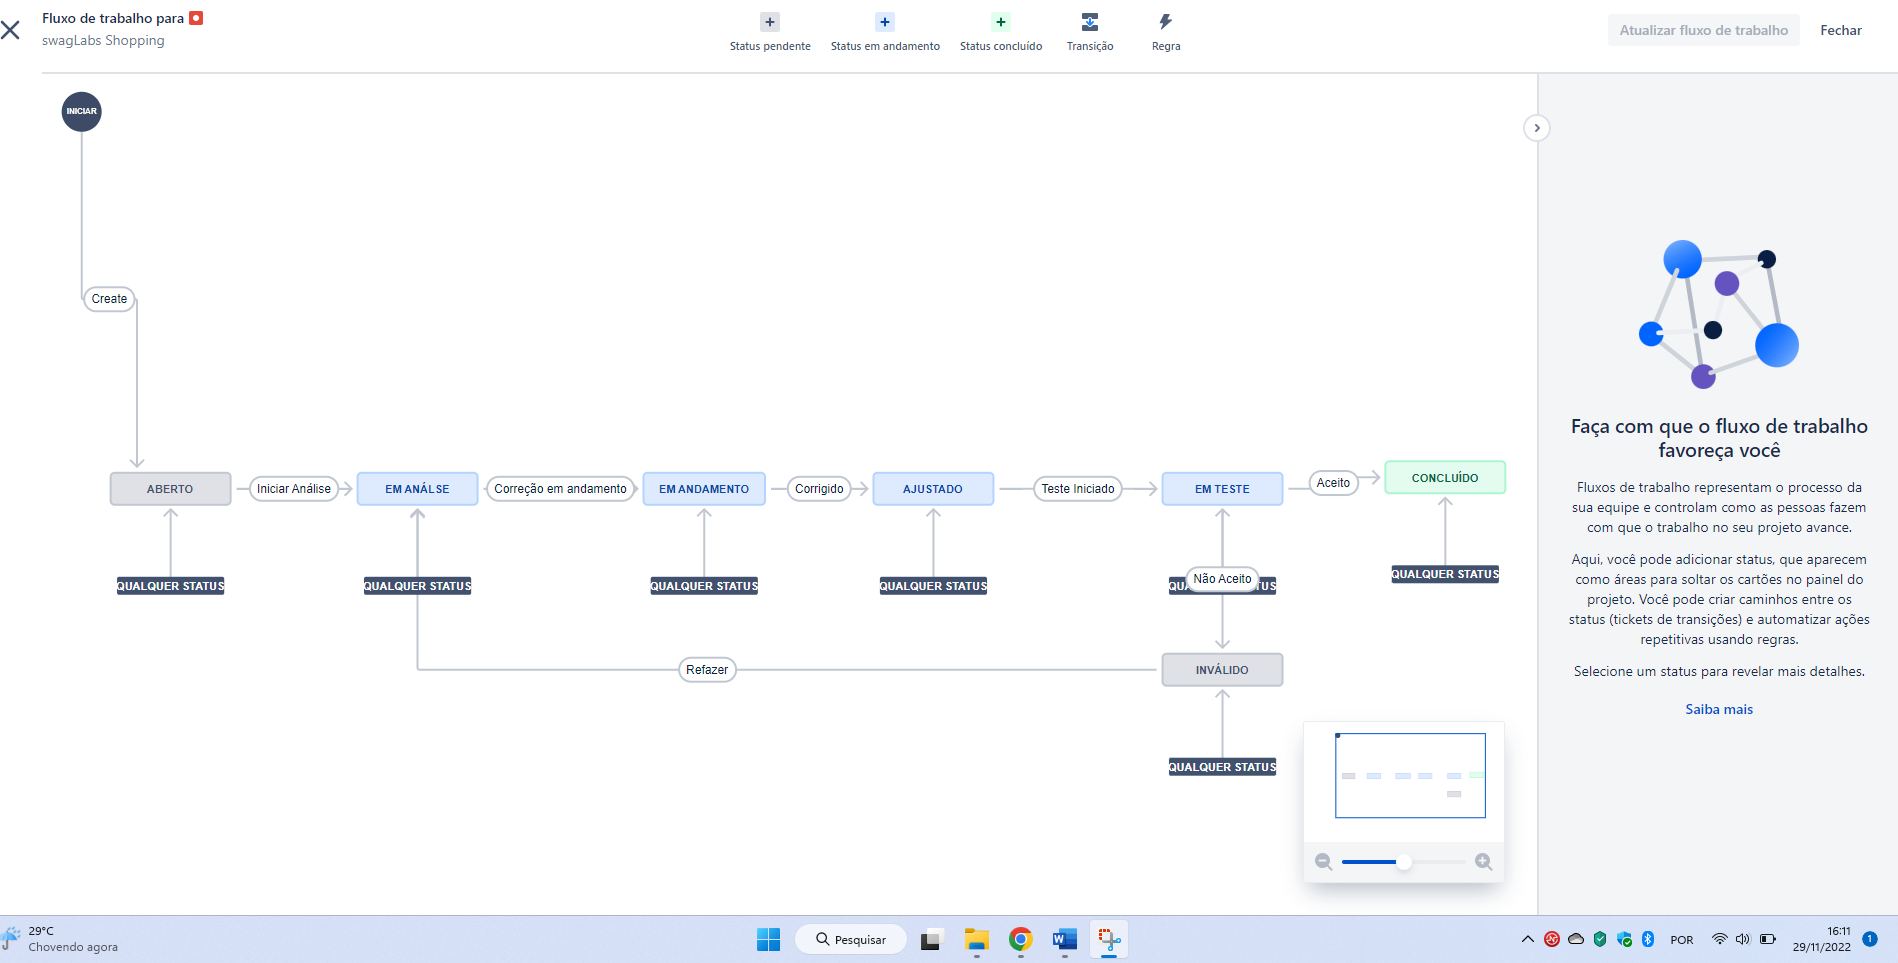 Fluxo de trabalho para
swagLabs Shopping
Status pendente
Status em andamento
Status concluído
Transição
Regra
Atualizar fluxo de trabalho
Fechar
INICIAR
Create
ABERTO
Iniciar Análise
EM ANÁLSE
Correção em andamento
EM ANDAMENTO
Corrigido
AJUSTADO
Teste Iniciado
EM TESTE
Aceito
CONCLUÍDO
QUALQUER STATUS
QUALQUER STATUS
QUALQUER STATUS
QUALQUER STATUS
Não Aceito
QUALQUER STATUS
Refazer
INVÁLIDO
QUALQUER STATUS
Faça com que o fluxo de trabalho
favoreça você
Fluxos de trabalho representam o processo da
sua equipe e controlam como as pessoas fazem
com que o trabalho no seu projeto avance.
Aqui, você pode adicionar status, que aparecem
como áreas para soltar os cartões no painel do
projeto. Você pode criar caminhos entre os
status (tickets de transições) e automatizar ações
repetitivas usando regras.
Selecione um status para revelar mais detalhes.
Saiba mais
29°C
Chovendo agora
Pesquisar
POR
16:11
29/11/2022
1